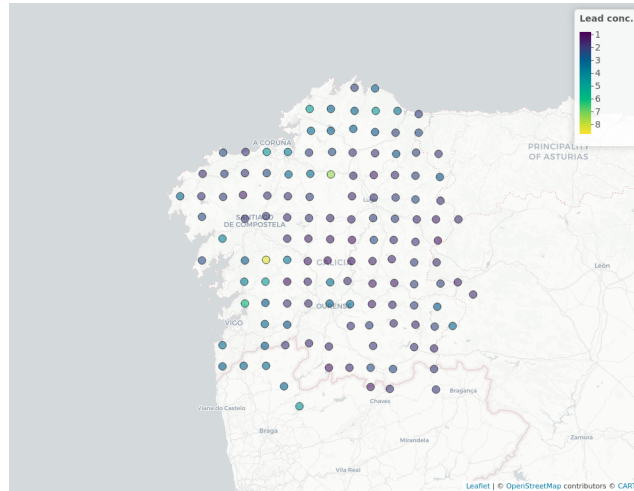 Lead conc.
1
2
3
4
5
6
7
8
A CORUÑA
PRINCIPALITY
OF ASTURIAS
SANTIAGO
DE COMPOSTELA
GALICIA
León
OURENSE
VIGO
Viana do Castelo
Braga
Chaves
Bragança
Mirandela
Zamora
Vila Real
Leaflet | © OpenStreetMap contributors © CART